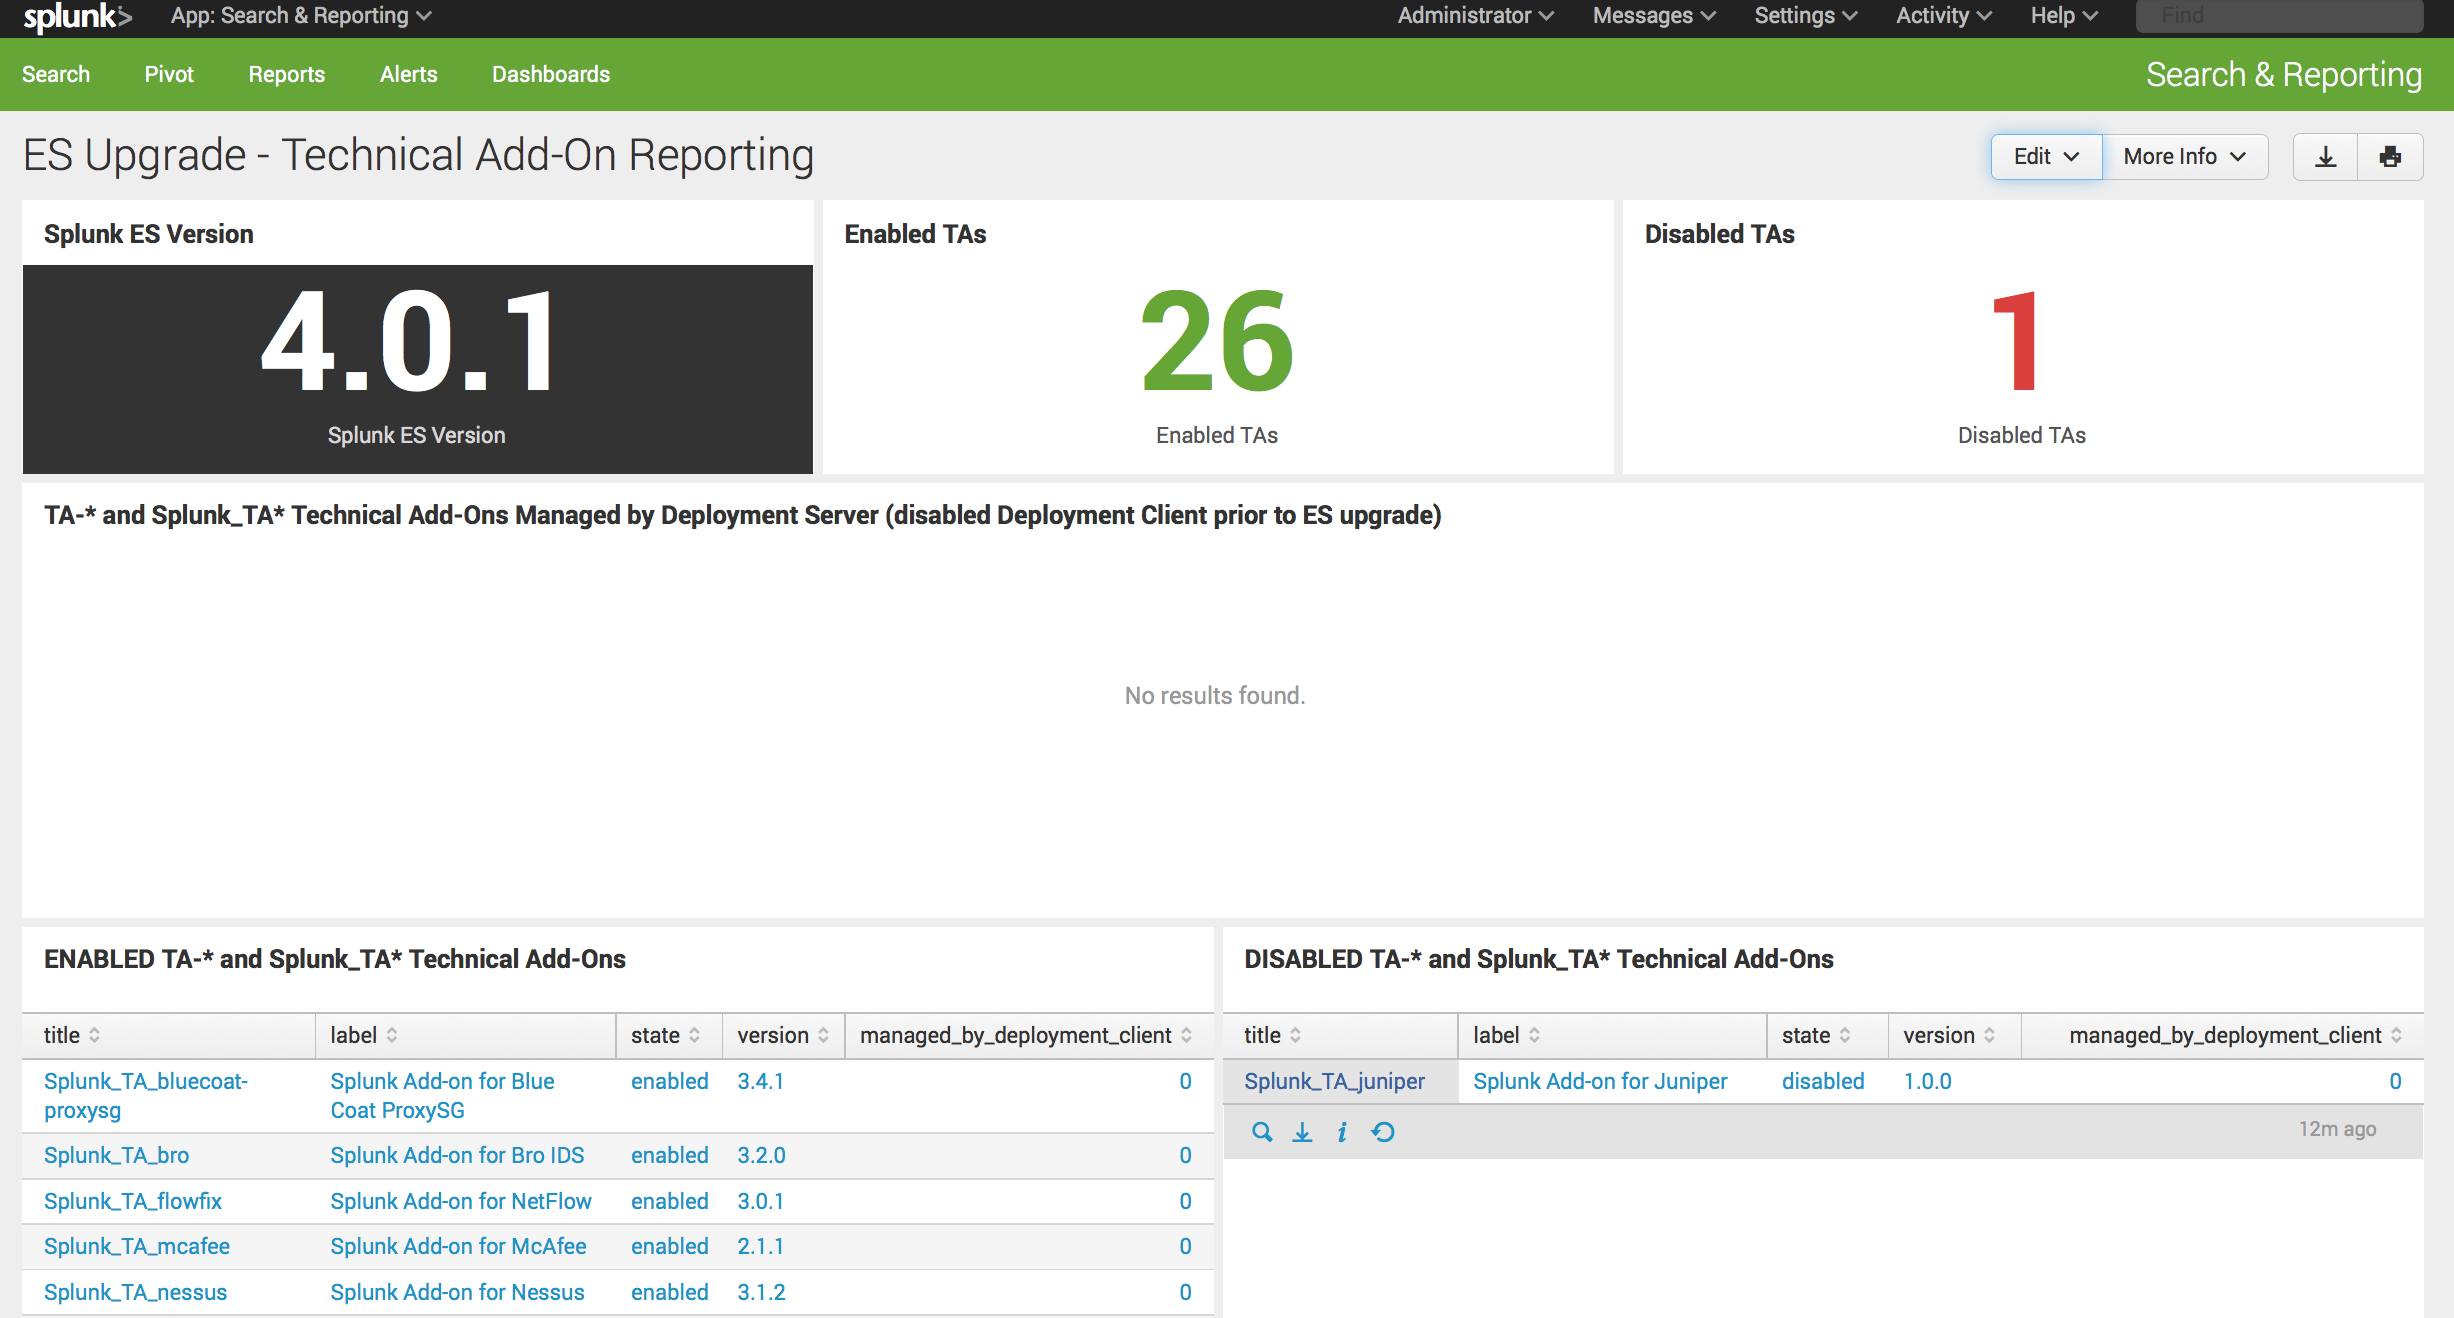 splunk> App: Search & Reporting Administrator Messages Settings Activity Help Find
Search Pivot Reports Alerts Dashboards Search & Reporting
ES Upgrade - Technical Add-On Reporting Edit More Info
Splunk ES Version
4.0.1
Splunk ES Version
Enabled TAs
26
Enabled TAs
Disabled TAs
1
Disabled TAs
TA-* and Splunk_TA* Technical Add-Ons Managed by Deployment Server (disabled Deployment Client prior to ES upgrade)
No results found.
ENABLED TA-* and Splunk_TA* Technical Add-Ons
title label state version managed_by_deployment_client
Splunk_TA_bluecoat- Splunk Add-on for Blue enabled 3.4.1 0
proxysg Coat ProxySG
Splunk_TA_bro Splunk Add-on for Bro IDS enabled 3.2.0 0
Splunk_TA_flowfix Splunk Add-on for NetFlow enabled 3.0.1 0
Splunk_TA_mcafee Splunk Add-on for McAfee enabled 2.1.1 0
Splunk_TA_nessus Splunk Add-on for Nessus enabled 3.1.2 0
DISABLED TA-* and Splunk_TA* Technical Add-Ons
title label state version managed_by_deployment_client
Splunk_TA_juniper Splunk Add-on for Juniper disabled 1.0.0 0
12m ago